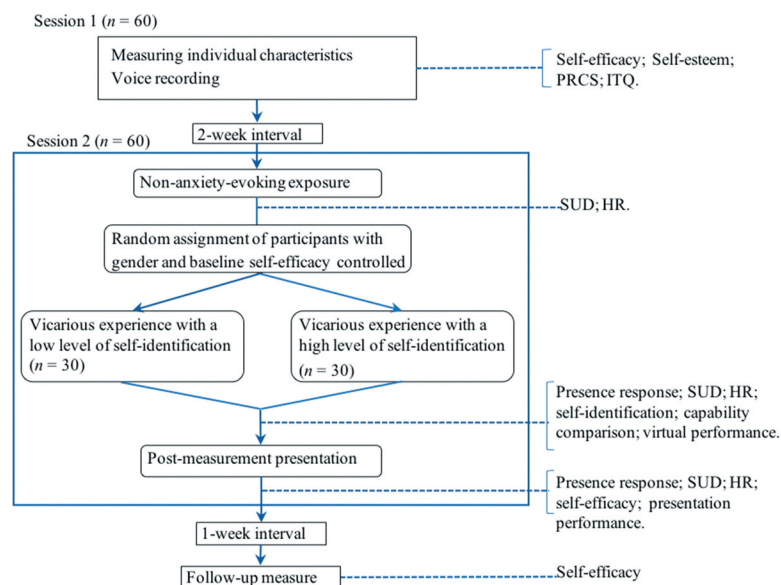 Session 1 (n = 60)
Measuring individual characteristics
Voice recording
Self-efficacy; Self-esteem;
PRCS; ITQ.
2-week interval
Session 2 (n = 60)
Non-anxiety-evoking exposure
SUD; HR.
Random assignment of participants with
gender and baseline self-efficacy controlled
Vicarious experience with a
low level of self-identification
(n = 30)
Vicarious experience with a
high level of self-identification
(n = 30)
Presence response; SUD; HR;
self-identification; capability
comparison; virtual performance.
Post-measurement presentation
Presence response; SUD; HR;
self-efficacy; presentation
performance.
1-week interval
Follow-up measure
Self-efficacy